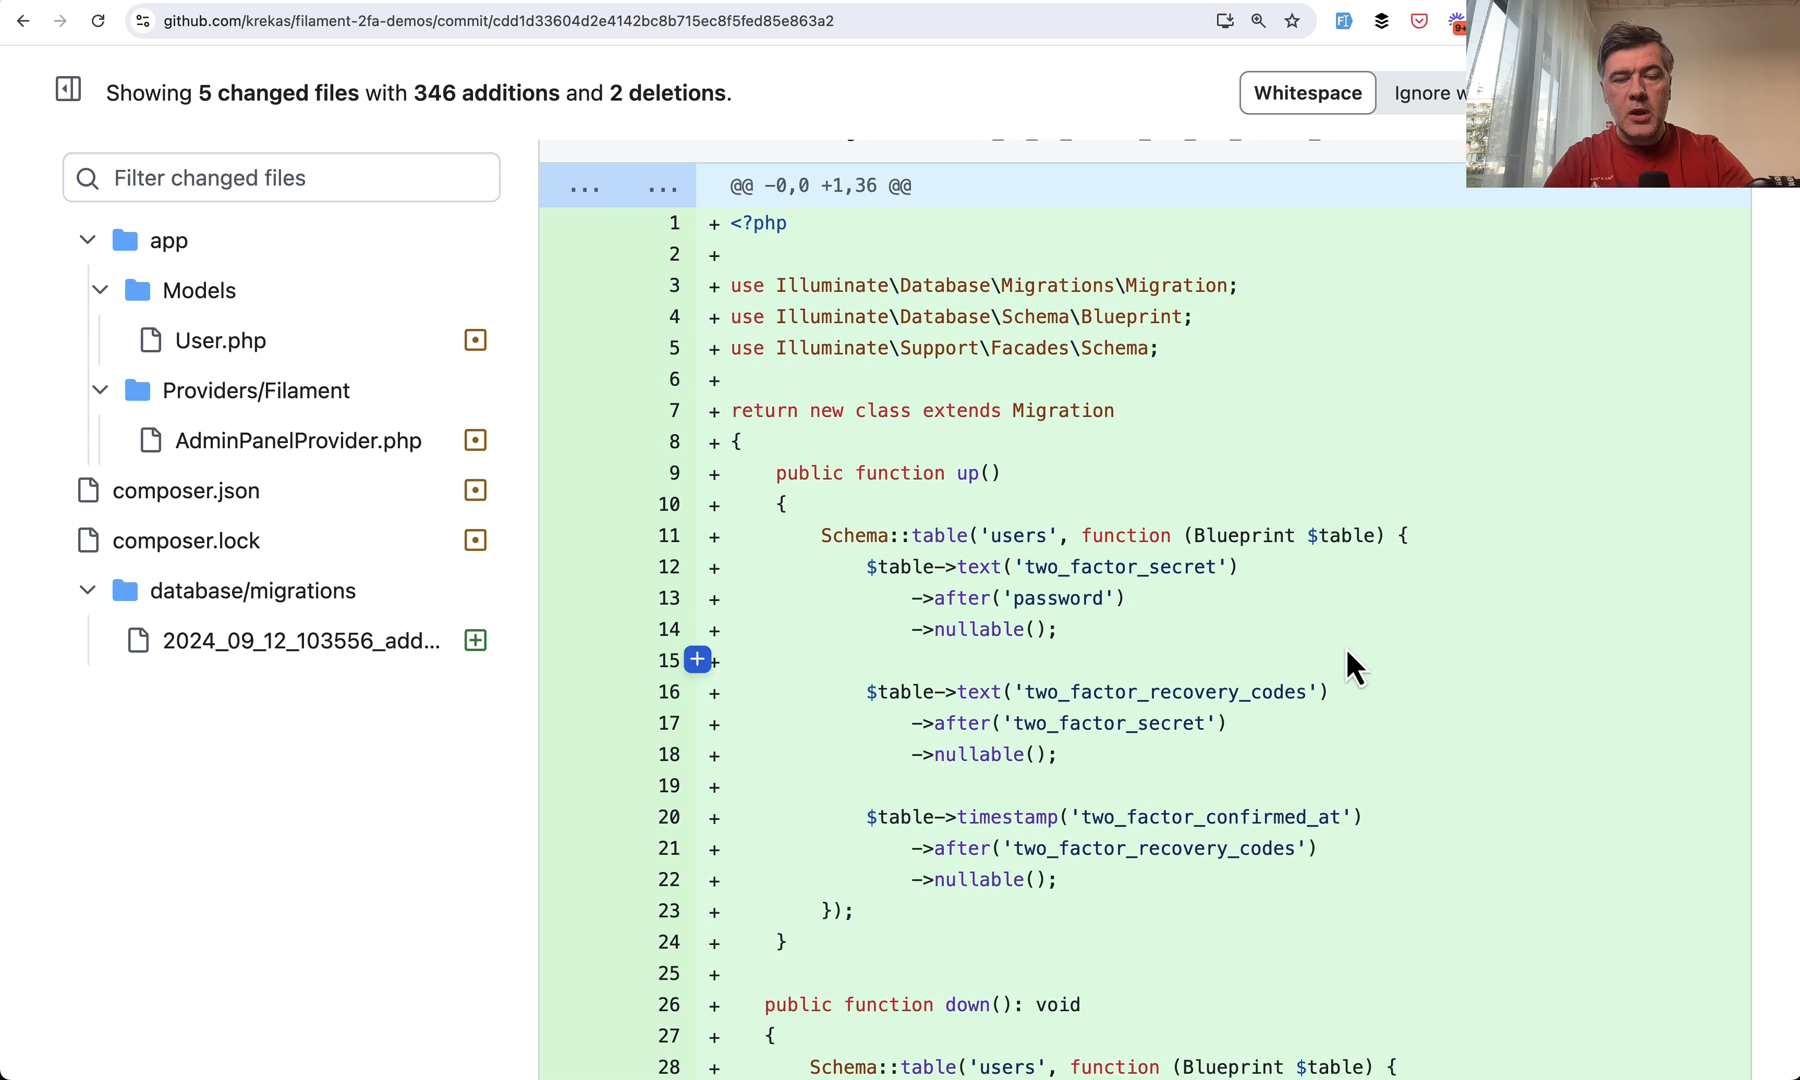 github.com/krekas/filament-2fa-demos/commit/cdd1d33604d2e4142bc8b715ec8f5fed85e863a2
9+
Showing 5 changed files with 346 additions and 2 deletions.
Whitespace
Ignore w
Filter changed files
app
Models
User.php
Providers/Filament
AdminPanelProvider.php
composer.json
composer.lock
database/migrations
2024_09_12_103556_add...
... ... @@ -0,0 +1,36 @@
1 + <?php
2 +
3 + use Illuminate\Database\Migrations\Migration;
4 + use Illuminate\Database\Schema\Blueprint;
5 + use Illuminate\Support\Facades\Schema;
6 +
7 + return new class extends Migration
8 + {
9 + public function up()
10 + {
11 + Schema::table('users', function (Blueprint $table) {
12 + $table->text('two_factor_secret')
13 + ->after('password')
14 + ->nullable();
15 +
16 + $table->text('two_factor_recovery_codes')
17 + ->after('two_factor_secret')
18 + ->nullable();
19 +
20 + $table->timestamp('two_factor_confirmed_at')
21 + ->after('two_factor_recovery_codes')
22 + ->nullable();
23 + });
24 + }
25 +
26 + public function down(): void
27 + {
28 + Schema::table('users', function (Blueprint $table) {